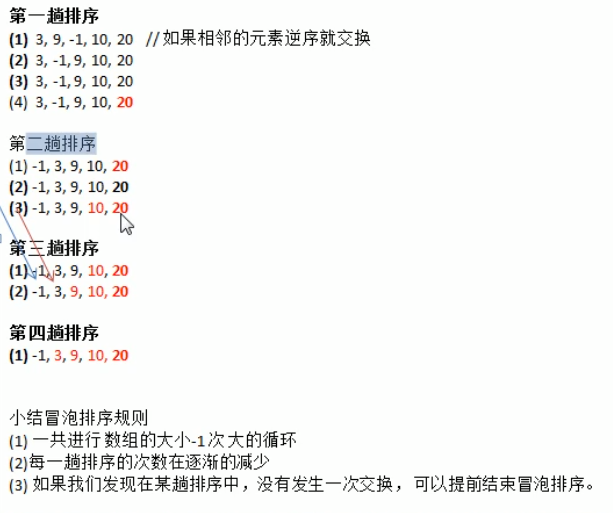 第一趟排序
(1) 3, 9, -1, 10, 20 //如果相邻的元素逆序就交换
(2) 3, -1, 9, 10, 20
(3) 3, -1, 9, 10, 20
(4) 3, -1, 9, 10, 20
第二趟排序
(1) -1, 3, 9, 10, 20
(2) -1, 3, 9, 10, 20
(3) -1, 3, 9, 10, 20
第三趟排序
(1) -1, 3, 9, 10, 20
(2) -1, 3, 9, 10, 20
第四趟排序
(1) -1, 3, 9, 10, 20
小结冒泡排序规则
(1) 一共进行 数组的大小-1 次 大的循环
(2)每一趟排序的次数在逐渐的减少
(3) 如果我们发现在某趟排序中，没有发生一次交换， 可以提前结束冒泡排序。